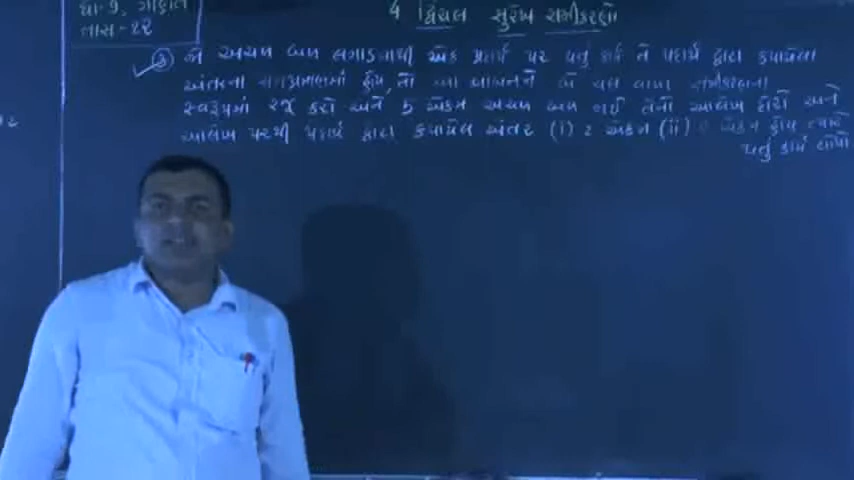 ધો-9, ગણિત
તાસ - ૨૨
4 દ્વિચલ સુરેખ સમીકરણો
જો અચળ બળ લગાડવાથી એક પદાર્થ પર થતું કાર્ય તે પદાર્થ દ્વારા કપાયેલા
અંતરના સમપ્રમાણમાં હોય, તો આ બાબતને બે ચલ વાળા સમીકરણના
સ્વરૂપમાં રજૂ કરો અને 5 એકમ અચળ બળ લઈ તેનો આલેખ દોરો અને
આલેખ પરથી પદાર્થ દ્વારા કપાયેલ અંતર (i) 2 એકમ (ii) એકમ હોય ત્યારે
થતું કાર્ય શોધો